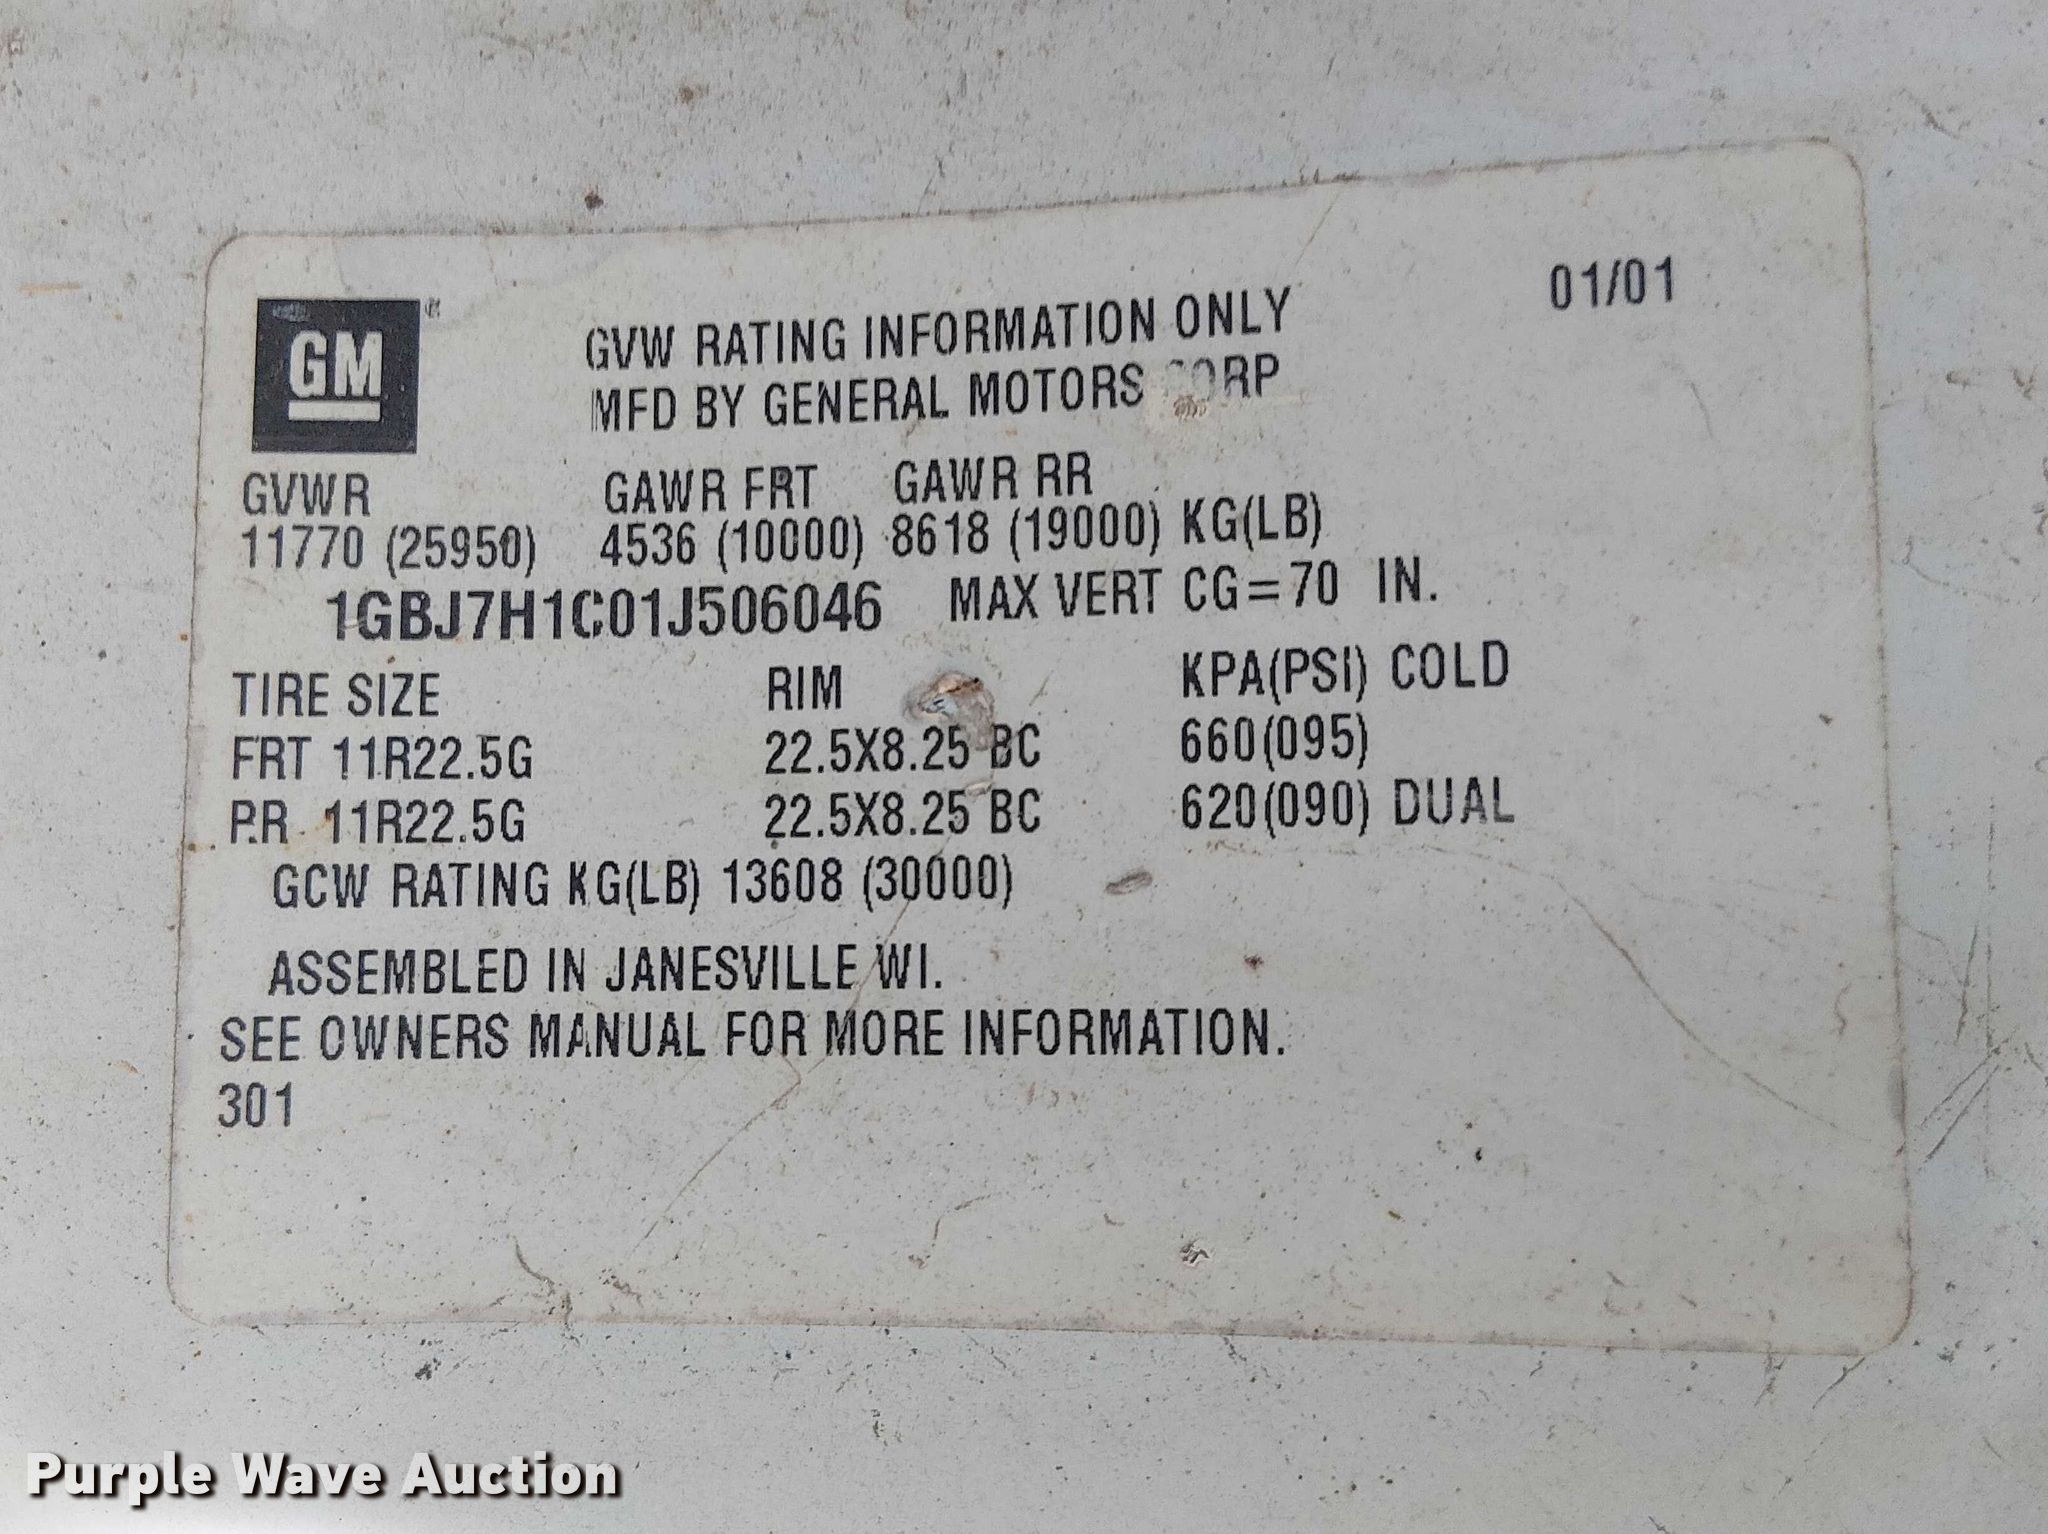 GM®
GVW RATING INFORMATION ONLY
01/01
MFD BY GENERAL MOTORS CORP
GVWR GAWR FRT GAWR RR
11770 (25950) 4536 (10000) 8618 (19000) KG(LB)
1GBJ7H1C01J506046 MAX VERT CG=70 IN.
TIRE SIZE RIM KPA(PSI) COLD
FRT 11R22.5G 22.5X8.25 BC 660(095)
RR 11R22.5G 22.5X8.25 BC 620(090) DUAL
GCW RATING KG(LB) 13608 (30000)
ASSEMBLED IN JANESVILLE WI.
SEE OWNERS MANUAL FOR MORE INFORMATION.
301
Purple Wave Auction